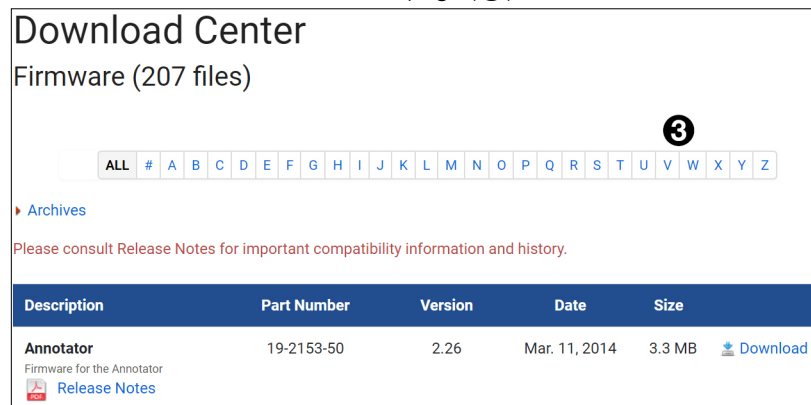 Download Center
Firmware (207 files)
❸
ALL # A B C D E F G H I J K L M N O P Q R S T U V W X Y Z
Archives
Please consult Release Notes for important compatibility information and history.
Description Part Number Version Date Size
Annotator 19-2153-50 2.26 Mar. 11, 2014 3.3 MB Download
Firmware for the Annotator
PDF Release Notes